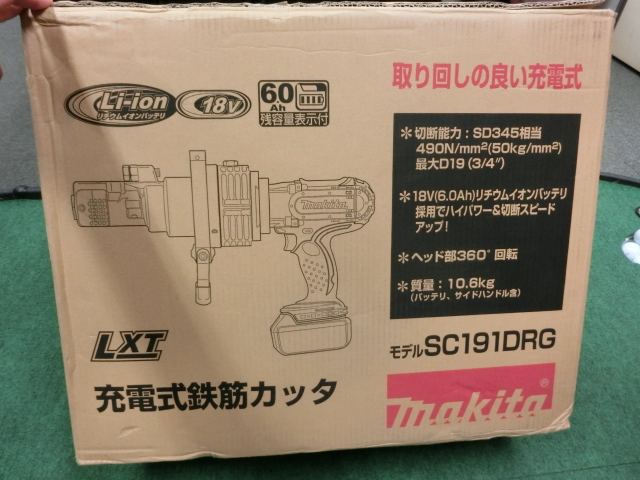 Li-ion
リチウムイオンバッテリ
18V
6.0
Ah
残容量表示付
取り回しの良い充電式
＊切断能力：SD345相当
490N/mm²(50kg/mm²)
最大D19 (3/4")
＊18V(6.0Ah)リチウムイオンバッテリ
採用でハイパワー&切断スピード
アップ!
＊ヘッド部360°回転
＊質量：10.6kg
(バッテリ、サイドハンドル含)
makita
LXT
モデルSC191DRG
充電式鉄筋カッタ
makita®